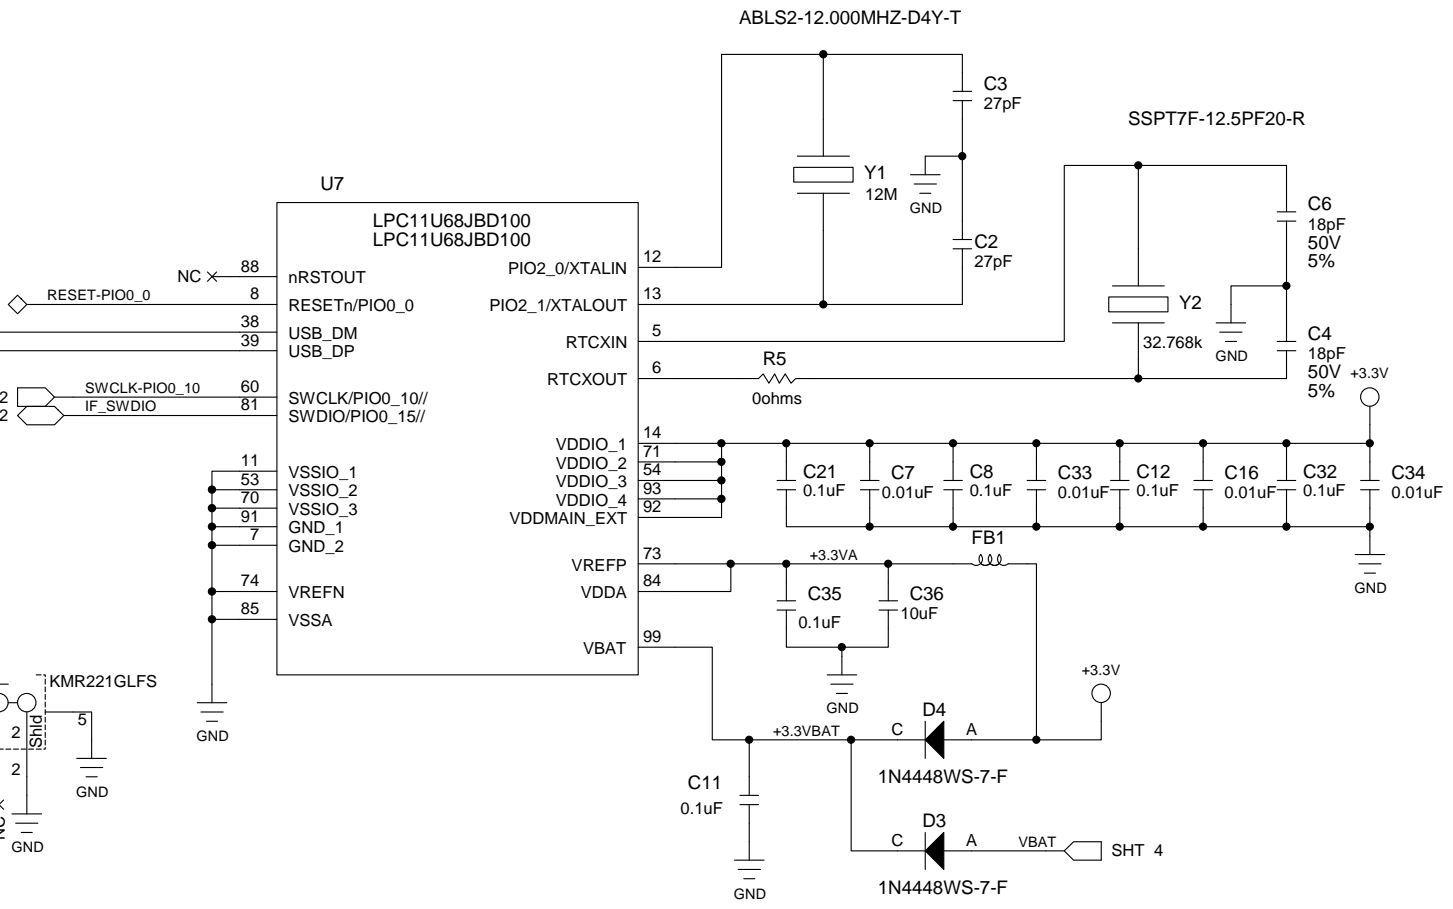 ABLS2-12.000MHZ-D4Y-T
C3
27pF
SSPT7F-12.5PF20-R
Y1
12M
GND
C2
27pF
C6
18pF
50V
5%
Y2
32.768k
GND
C4
18pF
50V
5%
+3.3V
U7
LPC11U68JBD100
LPC11U68JBD100
NC
88
nRSTOUT
RESET-PIO0_0
8
RESETn/PIO0_0
38
USB_DM
39
USB_DP
2
SWCLK-PIO0_10
60
SWCLK/PIO0_10//
2
IF_SWDIO
81
SWDIO/PIO0_15//
11
VSSIO_1
53
VSSIO_2
70
VSSIO_3
91
GND_1
7
GND_2
74
VREFN
85
VSSA
GND
PIO2_0/XTALIN
12
PIO2_1/XTALOUT
13
RTCXIN
5
RTCXOUT
6
R5
0ohms
VDDIO_1
14
VDDIO_2
71
VDDIO_3
54
VDDIO_4
93
VDDMAIN_EXT
92
C21
0.1uF
C7
0.01uF
C8
0.1uF
C33
0.01uF
C12
0.1uF
C16
0.01uF
C32
0.1uF
C34
0.01uF
GND
VREFP
73
+3.3VA
FB1
VDDA
84
C35
0.1uF
C36
10uF
GND
VBAT
99
+3.3V
+3.3VBAT
C
D4
A
1N4448WS-7-F
C11
0.1uF
GND
C
D3
A
1N4448WS-7-F
VBAT
SHT 4
KMR221GLFS
Shld
5
2
2
GND
NC
GND